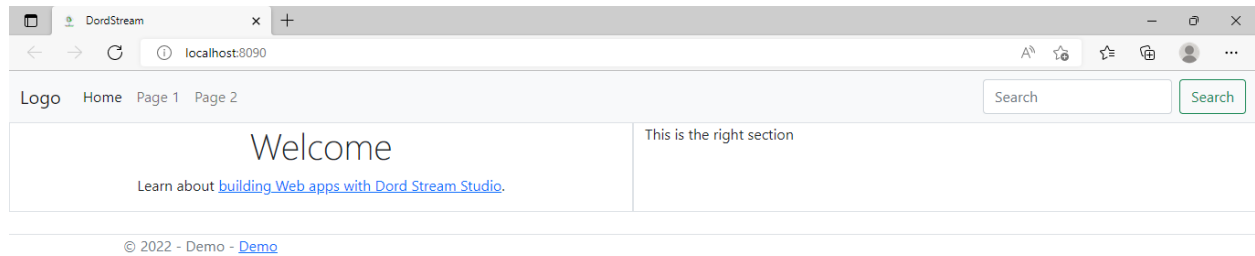 DordStream
localhost:8090
Logo Home Page 1 Page 2 Search Search
Welcome
Learn about building Web apps with Dord Stream Studio.
This is the right section
© 2022 - Demo - Demo